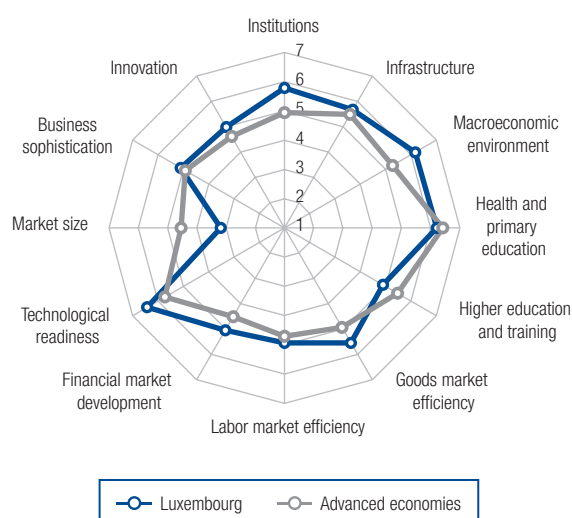 Institutions
7
6
5
4
3
2
1
Infrastructure
Macroeconomic
environment
Health and
primary
education
Higher education
and training
Goods market
efficiency
Labor market efficiency
Financial market
development
Technological
readiness
Market size
Business
sophistication
Innovation
Luxembourg
Advanced economies